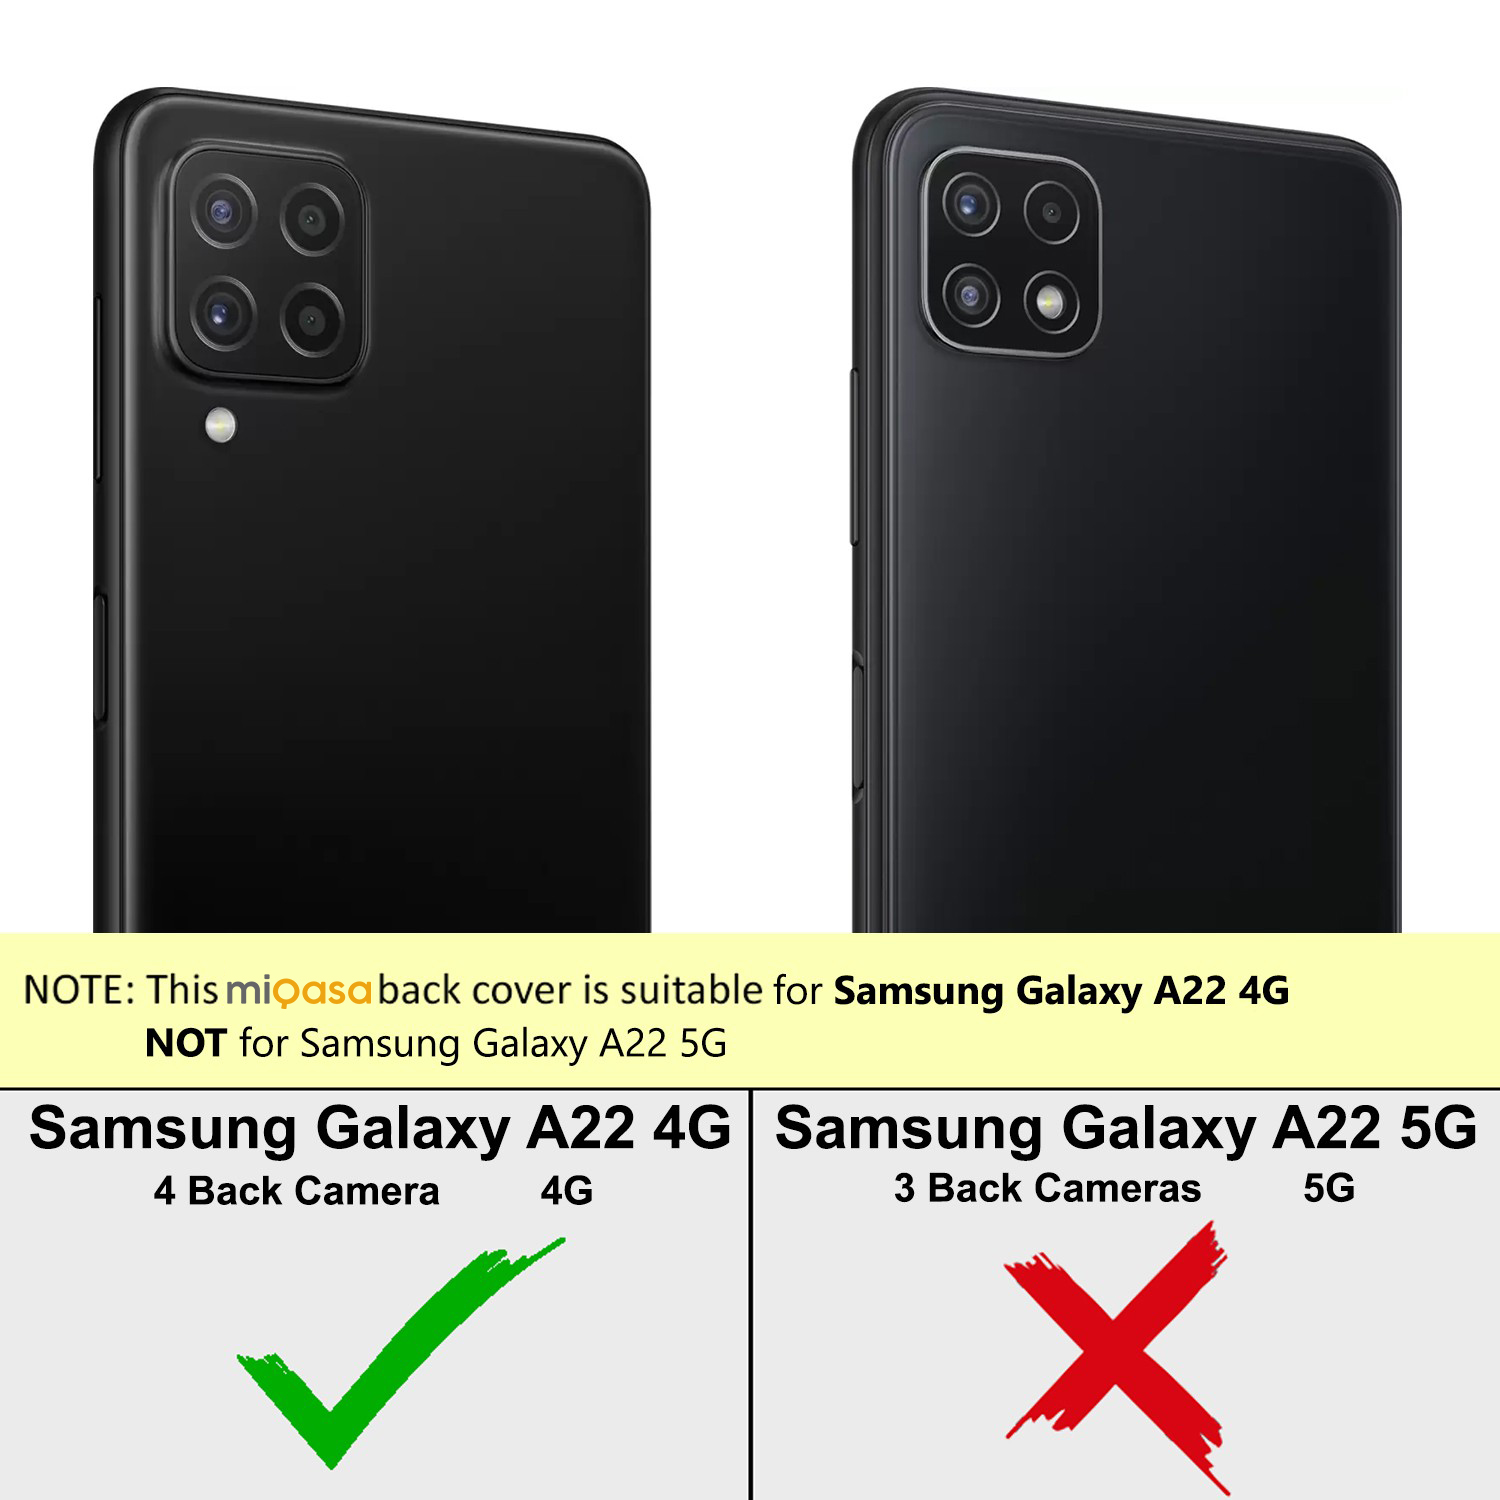 NOTE: This miQasa back cover is suitable for Samsung Galaxy A22 4G
NOT for Samsung Galaxy A22 5G
Samsung Galaxy A22 4G
4 Back Camera 4G
Samsung Galaxy A22 5G
3 Back Cameras 5G